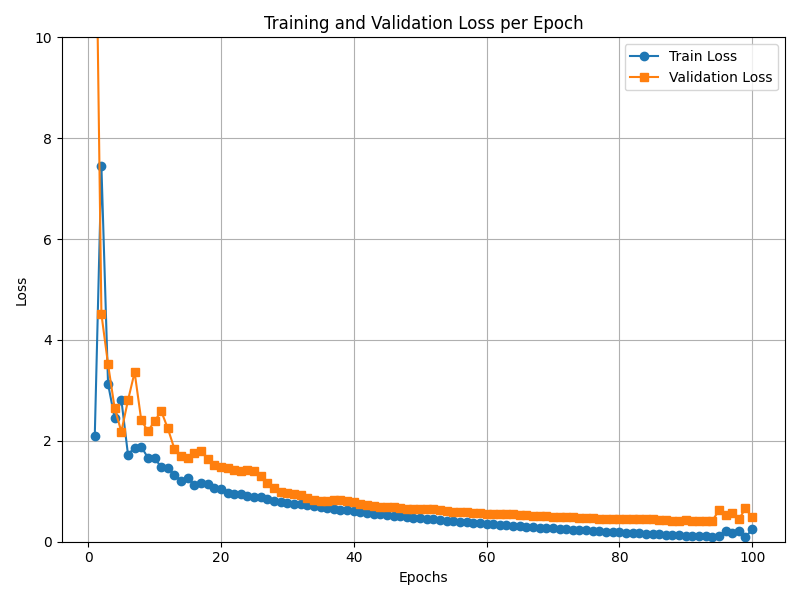 Training and Validation Loss per Epoch
Train Loss
Validation Loss
Loss
10
8
6
4
2
0
0 20 40 60 80 100
Epochs